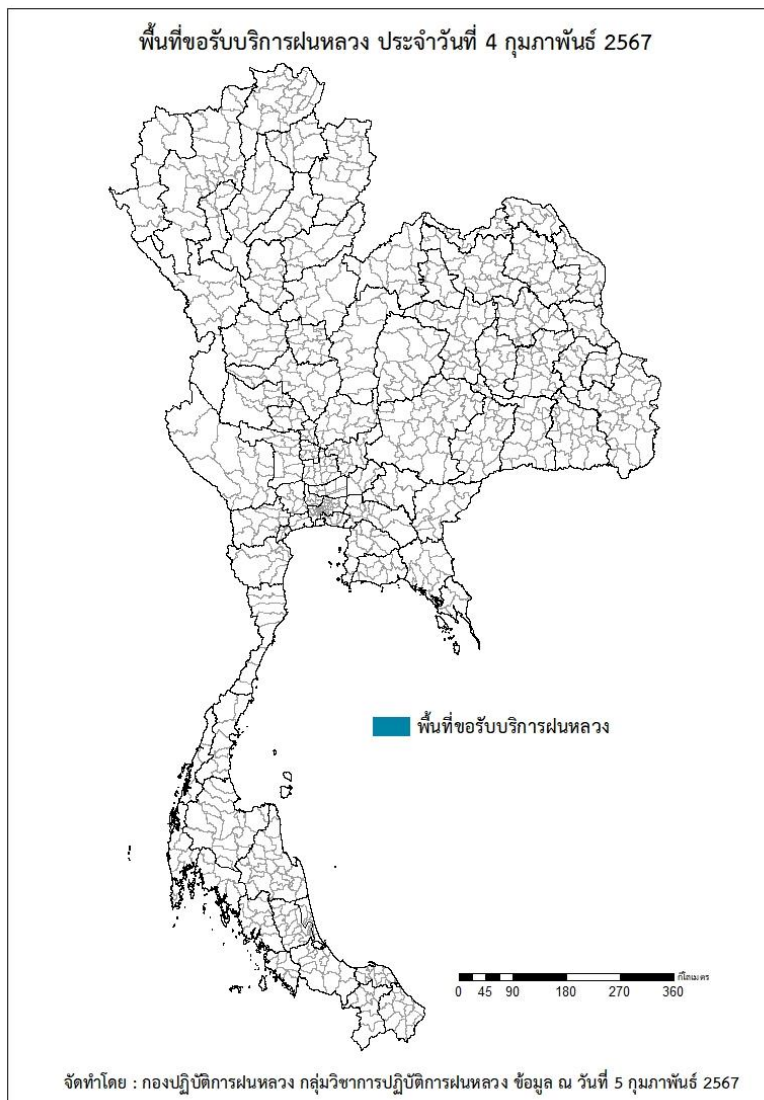 พื้นที่ขอรับบริการฝนหลวง ประจำวันที่ 4 กุมภาพันธ์ 2567
พื้นที่ขอรับบริการฝนหลวง
กิโลเมตร
0 45 90 180 270 360
จัดทำโดย : กองปฏิบัติการฝนหลวง กลุ่มวิชาการปฏิบัติการฝนหลวง ข้อมูล ณ วันที่ 5 กุมภาพันธ์ 2567